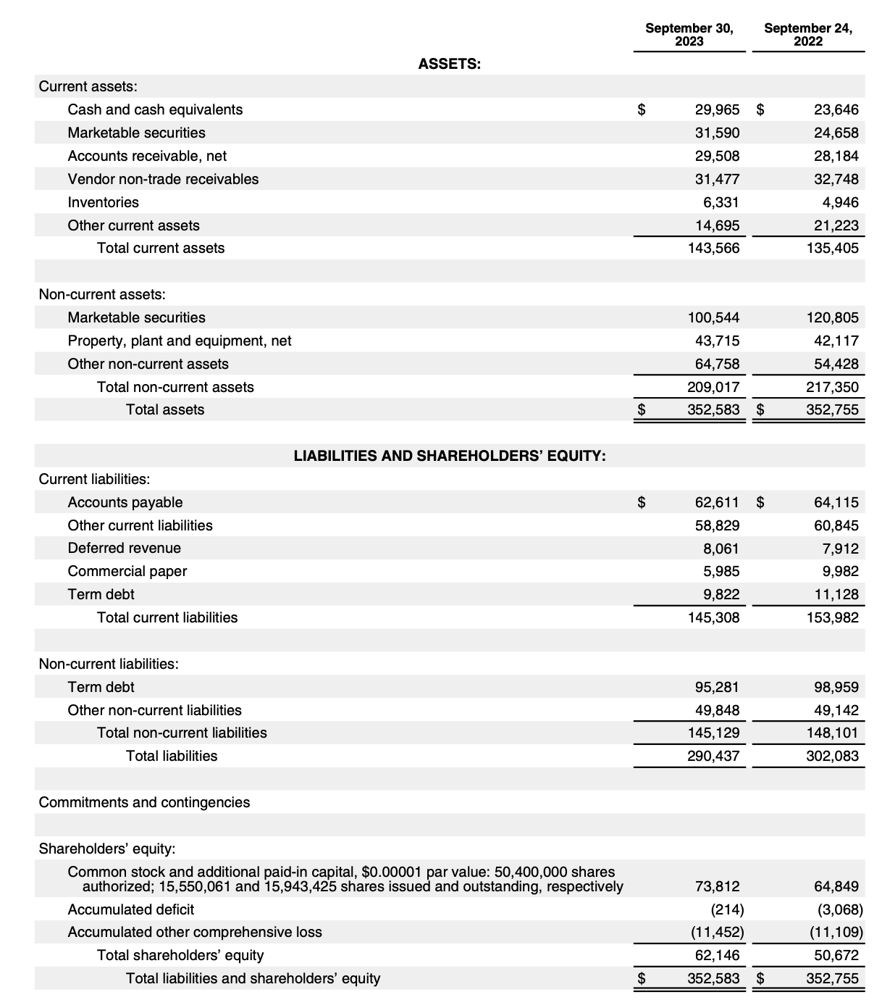 September 30, 2023 September 24, 2022
ASSETS:
Current assets:
Cash and cash equivalents $ 29,965 $ 23,646
Marketable securities 31,590 24,658
Accounts receivable, net 29,508 28,184
Vendor non-trade receivables 31,477 32,748
Inventories 6,331 4,946
Other current assets 14,695 21,223
Total current assets 143,566 135,405
Non-current assets:
Marketable securities 100,544 120,805
Property, plant and equipment, net 43,715 42,117
Other non-current assets 64,758 54,428
Total non-current assets 209,017 217,350
Total assets $ 352,583 $ 352,755
LIABILITIES AND SHAREHOLDERS’ EQUITY:
Current liabilities:
Accounts payable $ 62,611 $ 64,115
Other current liabilities 58,829 60,845
Deferred revenue 8,061 7,912
Commercial paper 5,985 9,982
Term debt 9,822 11,128
Total current liabilities 145,308 153,982
Non-current liabilities:
Term debt 95,281 98,959
Other non-current liabilities 49,848 49,142
Total non-current liabilities 145,129 148,101
Total liabilities 290,437 302,083
Commitments and contingencies
Shareholders’ equity:
Common stock and additional paid-in capital, $0.00001 par value: 50,400,000 shares
authorized; 15,550,061 and 15,943,425 shares issued and outstanding, respectively 73,812 64,849
Accumulated deficit (214) (3,068)
Accumulated other comprehensive loss (11,452) (11,109)
Total shareholders’ equity 62,146 50,672
Total liabilities and shareholders’ equity $ 352,583 $ 352,755